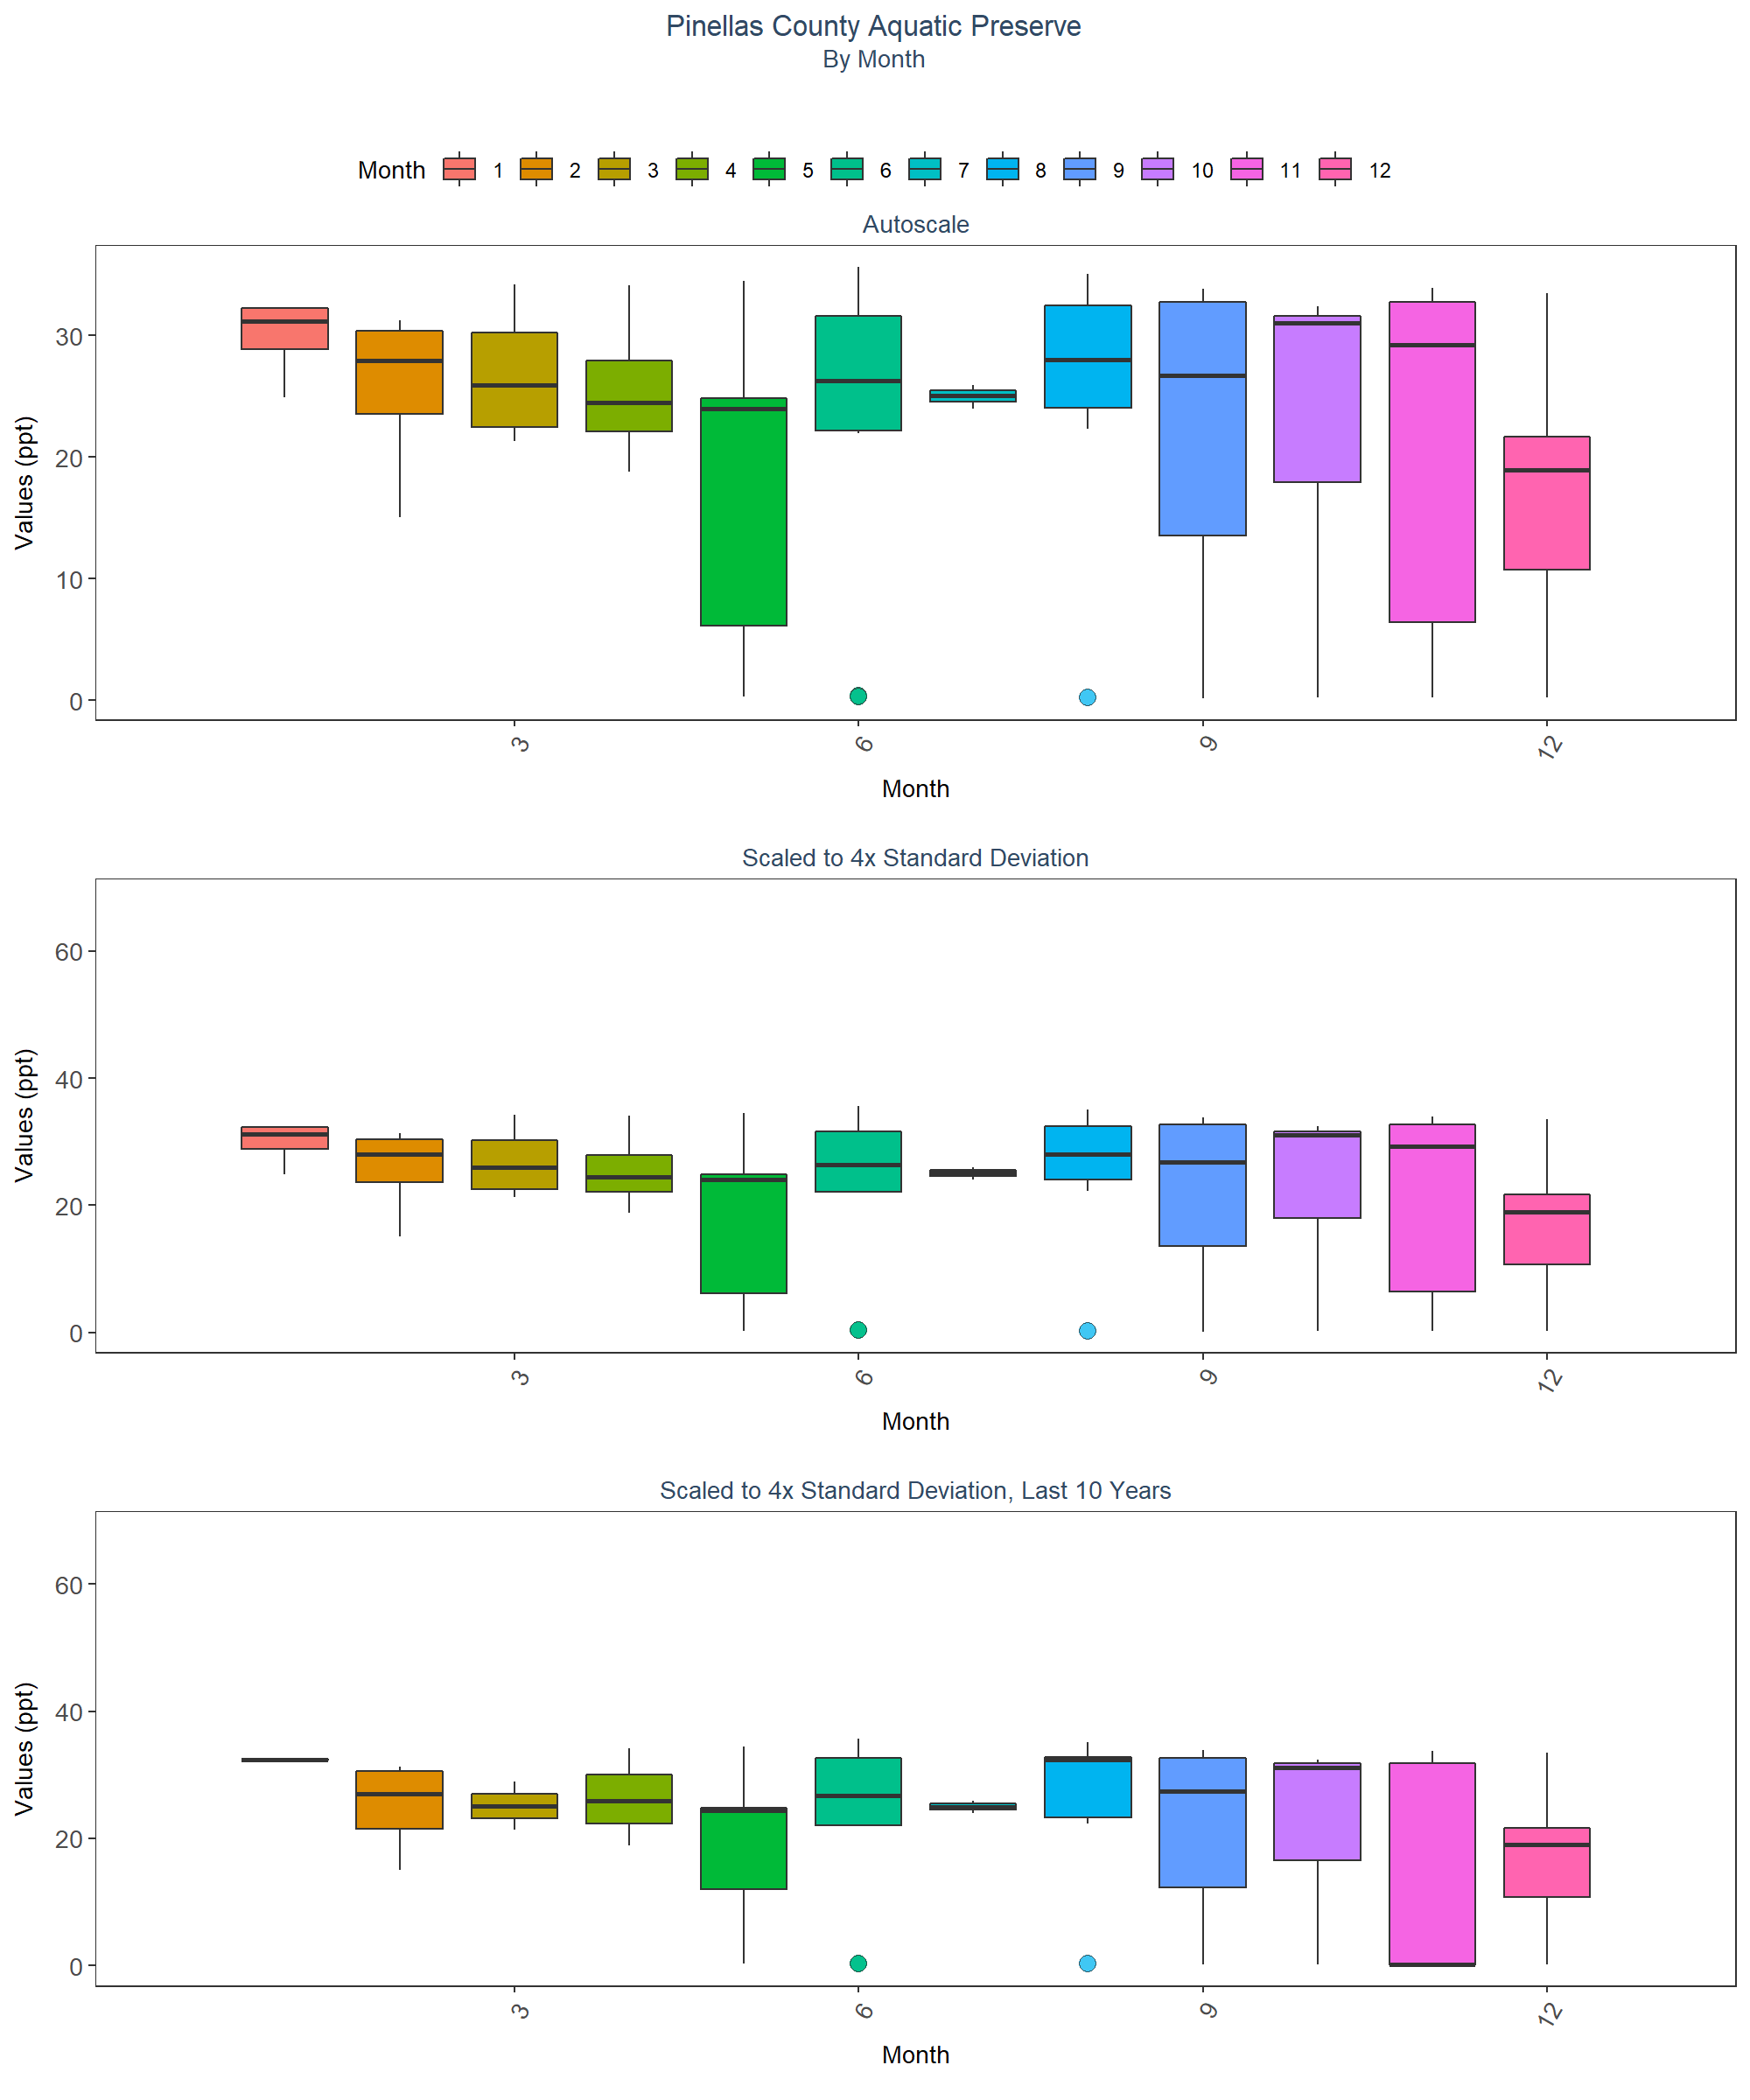 Pinellas County Aquatic Preserve
By Month
Month 1 2 3 4 5 6 7 8 9 10 11 12
Autoscale
Values (ppt)
30
20
10
0
3 6 9 12
Month
Scaled to 4x Standard Deviation
Values (ppt)
60
40
20
0
3 6 9 12
Month
Scaled to 4x Standard Deviation, Last 10 Years
Values (ppt)
60
40
20
0
3 6 9 12
Month